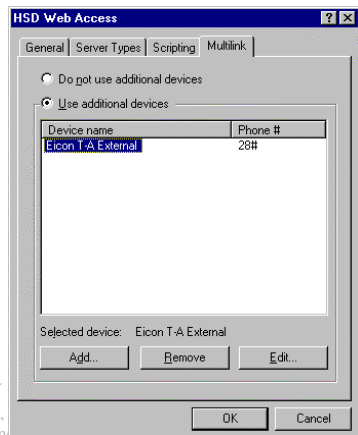 HSD Web Access
General Server Types Scripting Multilink
Do not use additional devices
Use additional devices
Device name Phone #
Eicon T-A External 28#
Selected device: Eicon T-A External
Add... Remove Edit...
OK Cancel